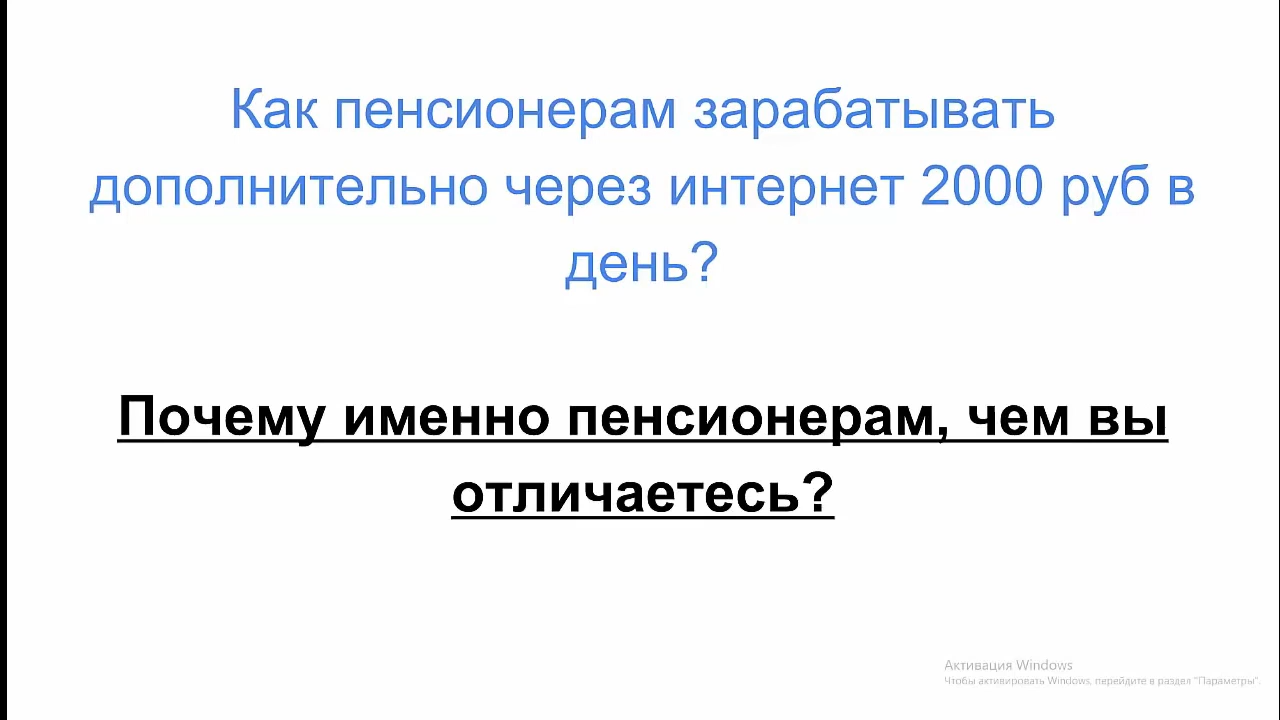 Как пенсионерам зарабатывать
дополнительно через интернет 2000 руб в
день?
Почему именно пенсионерам, чем вы
отличаетесь?
Активация Windows
Чтобы активировать Windows, перейдите в раздел "Параметры".